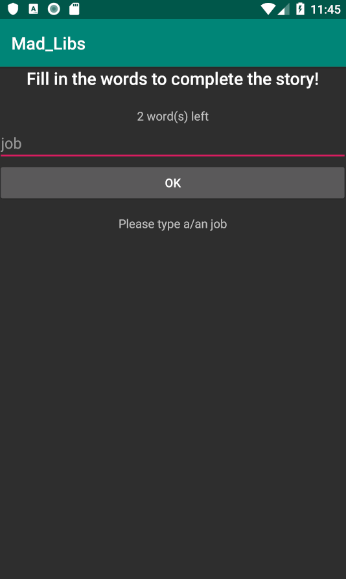 11:45
Mad_Libs
Fill in the words to complete the story!
2 word(s) left
job
OK
Please type a/an job